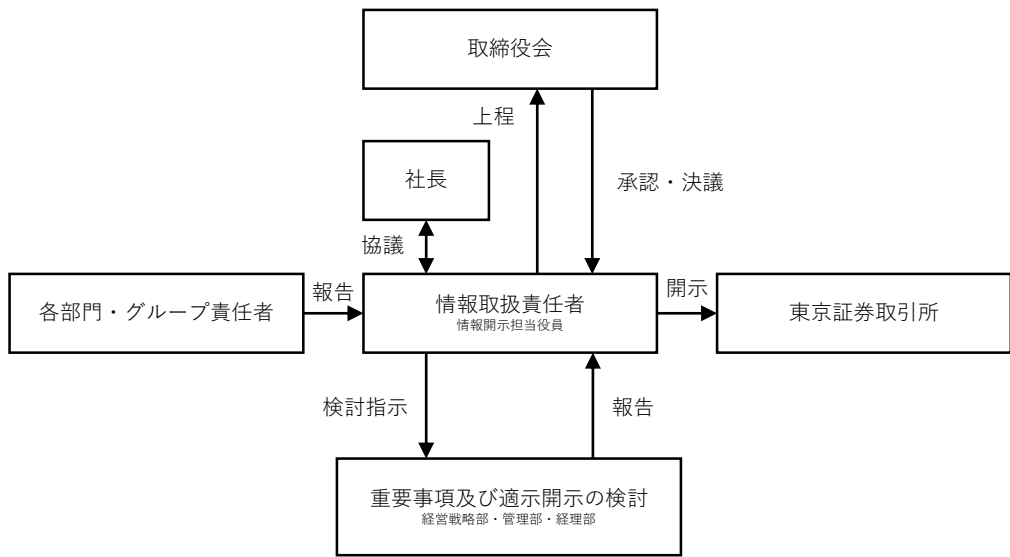 取締役会
上程
社長
承認・決議
協議
各部門・グループ責任者
報告
情報取扱責任者
情報開示担当役員
開示
東京証券取引所
検討指示
報告
重要事項及び適示開示の検討
経営戦略部・管理部・経理部